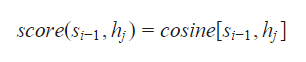 score(s_{i−1}, h_j) = cosine[s_{i−1}, h_j]